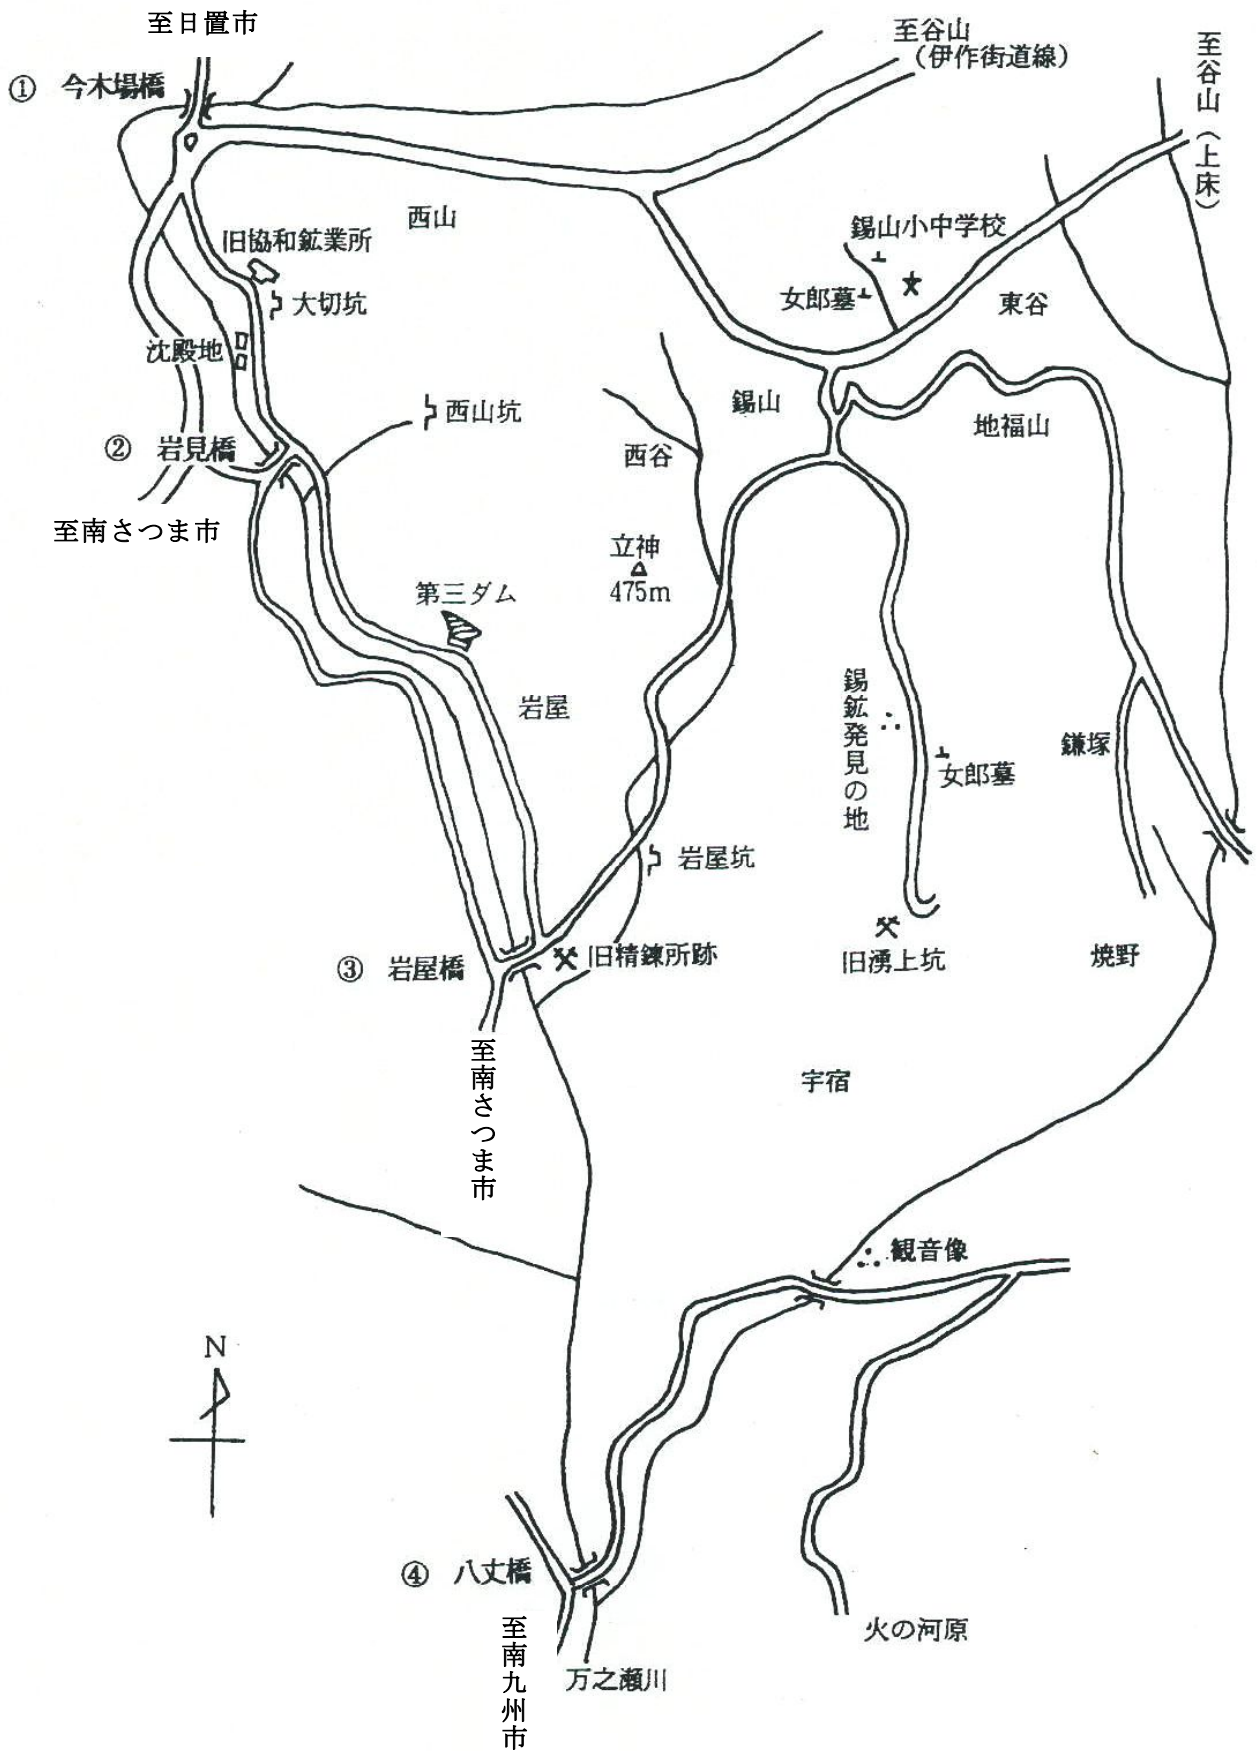 至日置市
① 今木場橋
至谷山
(伊作街道線)
至谷山(上床)
西山
旧協和鉱業所
大切坑
沈殿地
錫山小中学校
女郎墓
東谷
西山坑
錫山
地福山
② 岩見橋
西谷
至南さつま市
立神
475m
第三ダム
岩屋
錫鉱発見の地
鎌塚
女郎墓
岩屋坑
③ 岩屋橋
旧精錬所跡
旧湧上坑
焼野
至南さつま市
宇宿
観音像
N
④ 八丈橋
至南九州市
火の河原
万之瀬川